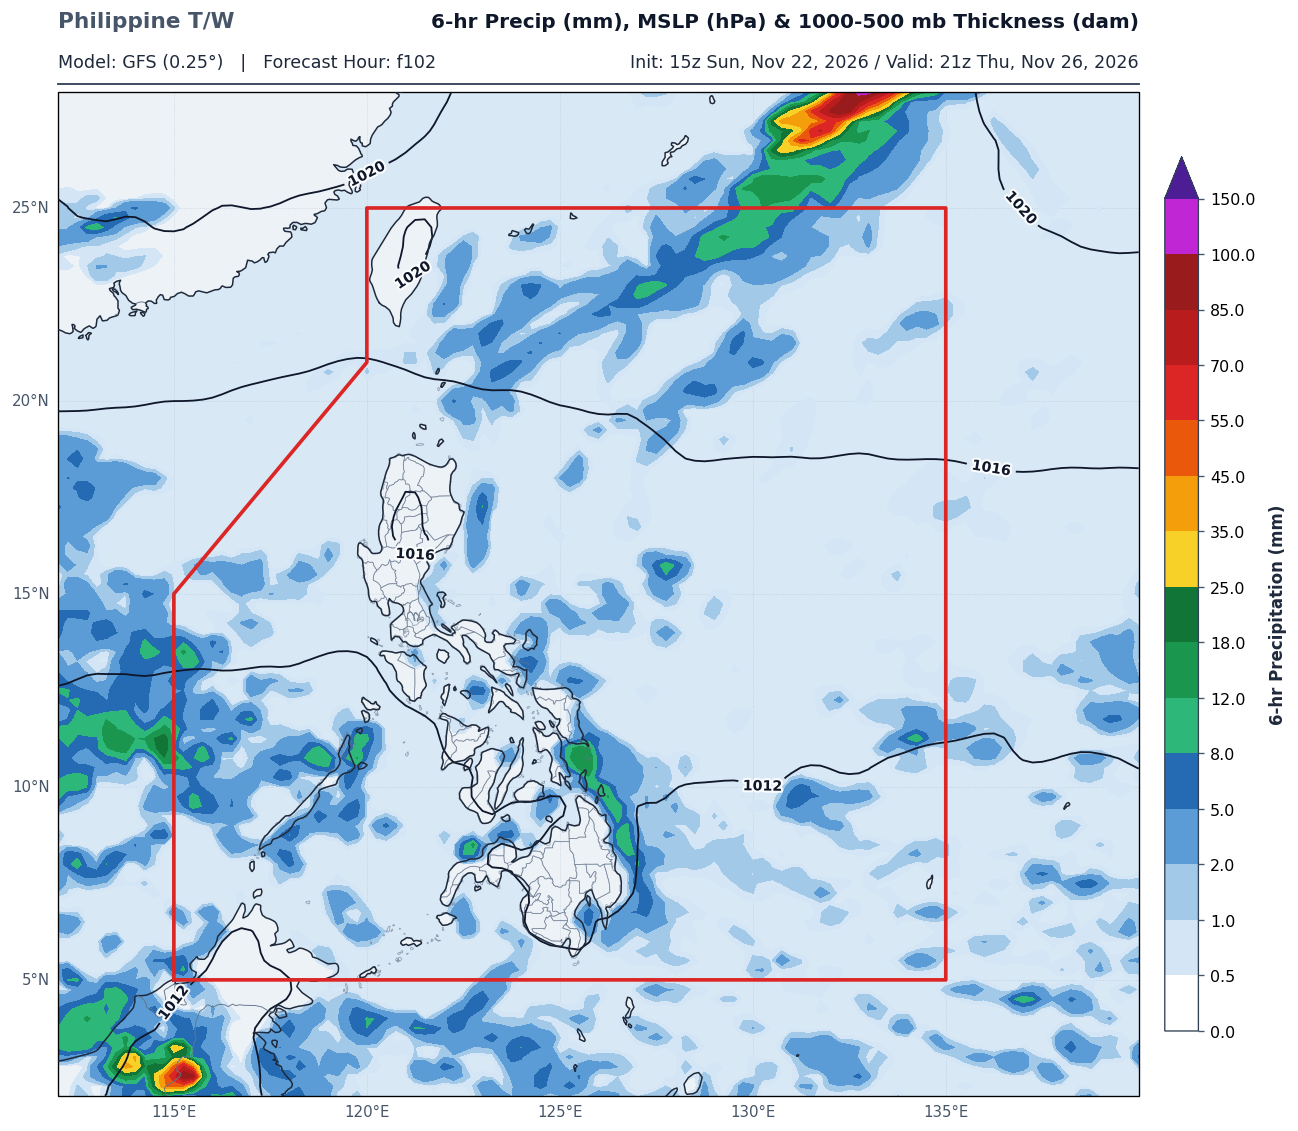 Philippine T/W
6-hr Precip (mm), MSLP (hPa) & 1000-500 mb Thickness (dam)
Model: GFS (0.25°) | Forecast Hour: f102
Init: 15z Sun, Nov 22, 2026 / Valid: 21z Thu, Nov 26, 2026
1020
1020
1020
1016
1016
1012
1012
25°N
20°N
15°N
10°N
5°N
115°E
120°E
125°E
130°E
135°E
150.0
100.0
85.0
70.0
55.0
45.0
35.0
25.0
18.0
12.0
8.0
5.0
2.0
1.0
0.5
0.0
6-hr Precipitation (mm)